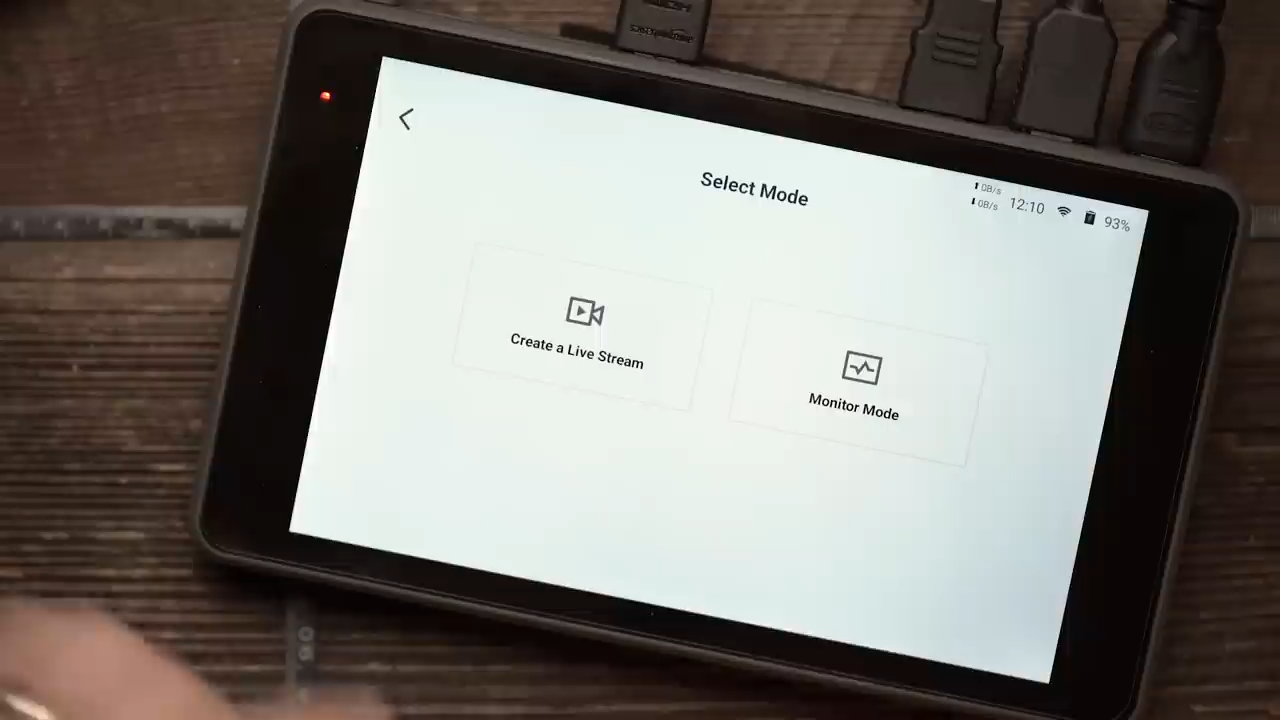 Select Mode
0B/s
0B/s
12:10
93%
Create a Live Stream
Monitor Mode